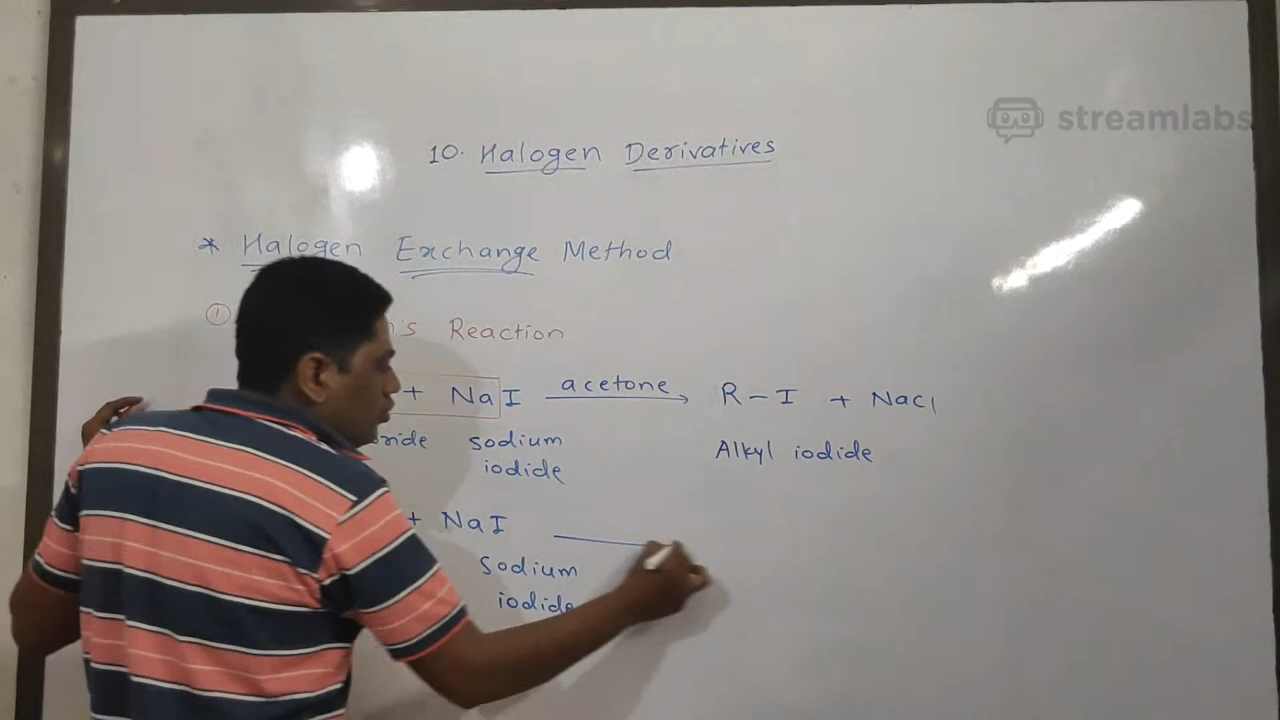 streamlabs
10. Halogen Derivatives
* Halogen Exchange Method
① Reaction
+ NaI acetone R-I + NaCl
sodium Alkyl iodide
iodide
+ NaI
Sodium
iodide